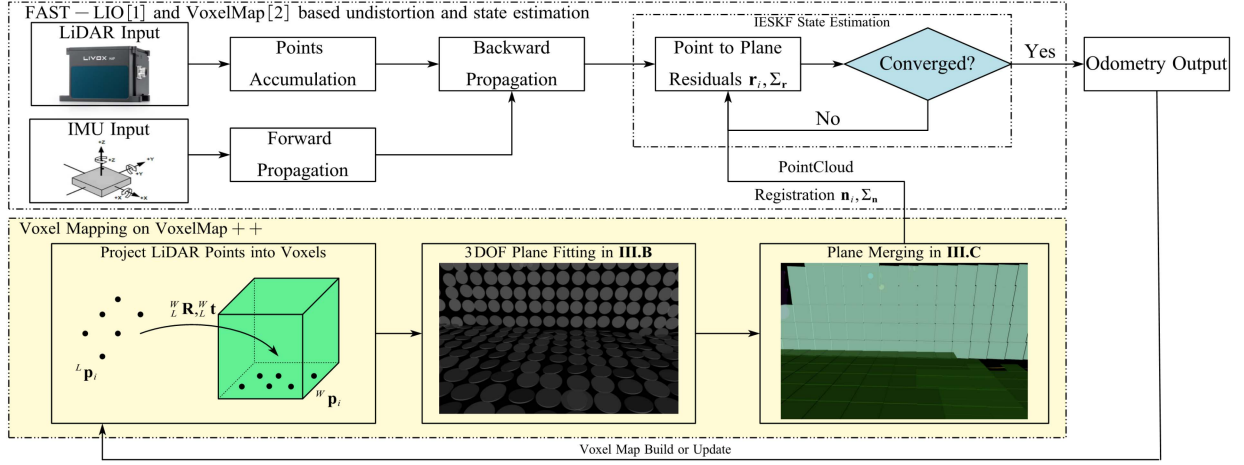 FAST − LIO[1] and VoxelMap[2] based undistortion and state estimation
LiDAR Input
LIVOX
Points
Accumulation
Backward
Propagation
IESKF State Estimation
Point to Plane
Residuals r_i, Σ_r
Converged?
Yes
No
Odometry Output
IMU Input
+Z
+Y
+X
Forward
Propagation
PointCloud
Registration n_i, Σ_n
Voxel Mapping on VoxelMap + +
Project LiDAR Points into Voxels
^W_L R, ^W_L t
^L p_i
^W p_i
3DOF Plane Fitting in III.B
Plane Merging in III.C
Voxel Map Build or Update